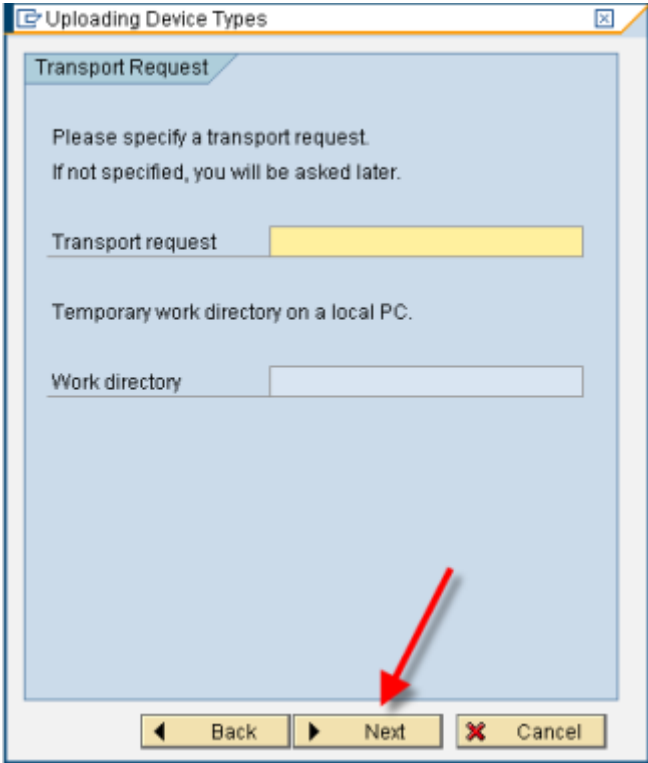 Uploading Device Types
Transport Request
Please specify a transport request.
If not specified, you will be asked later.
Transport request
Temporary work directory on a local PC.
Work directory
Back Next Cancel